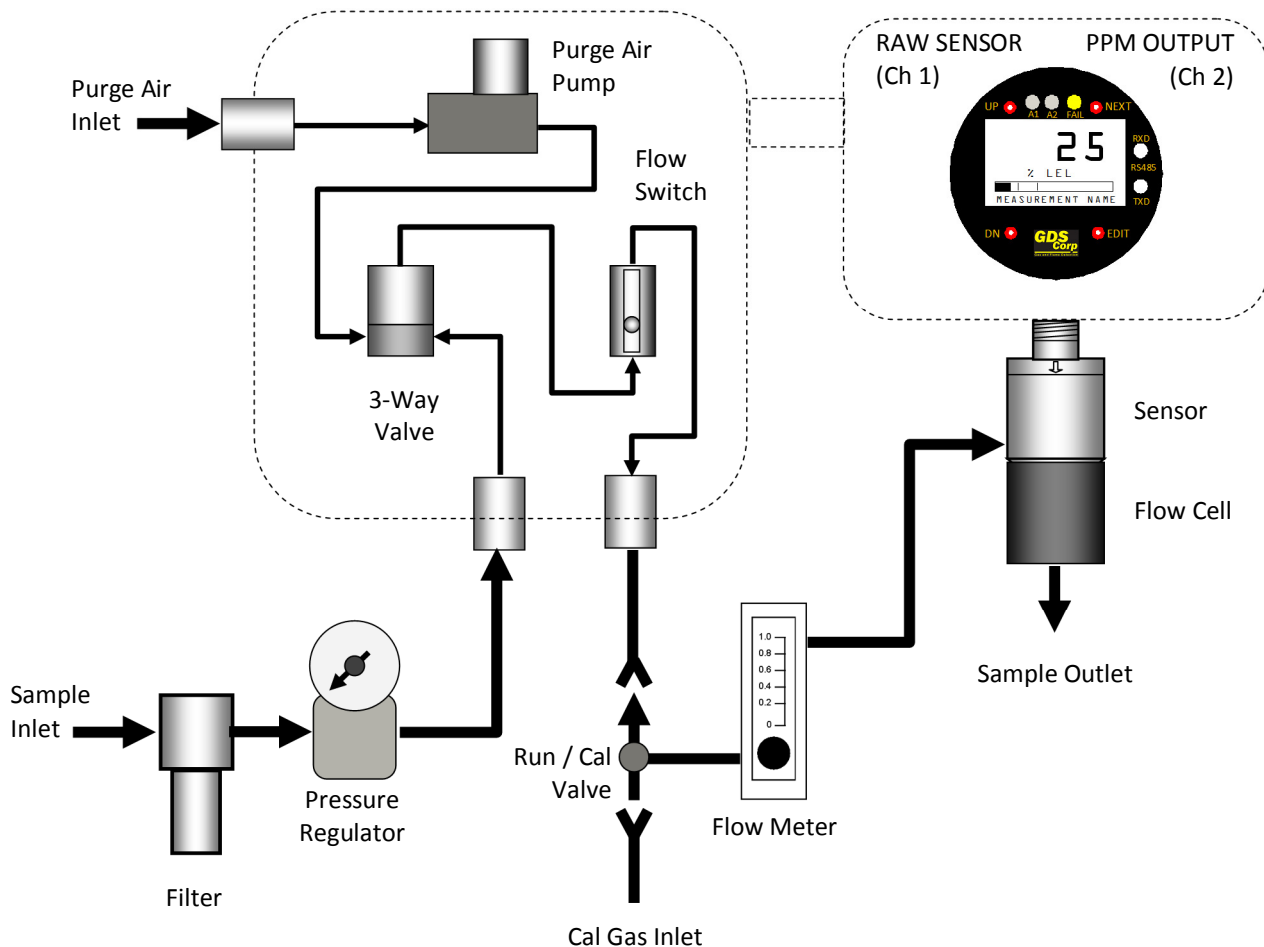 RAW SENSOR
(Ch 1)
PPM OUTPUT
(Ch 2)
Purge Air
Pump
Purge Air
Inlet
Flow
Switch
UP
A1
A2
FAIL
NEXT
25
% LEL
MEASUREMENT NAME
RXD
RS485
TXD
DN
GDS
Corp
EDIT
3-Way
Valve
Sensor
Flow Cell
Sample Outlet
1.0
0.8
0.6
0.4
0.2
0
Sample
Inlet
Run / Cal
Valve
Pressure
Regulator
Flow Meter
Filter
Cal Gas Inlet